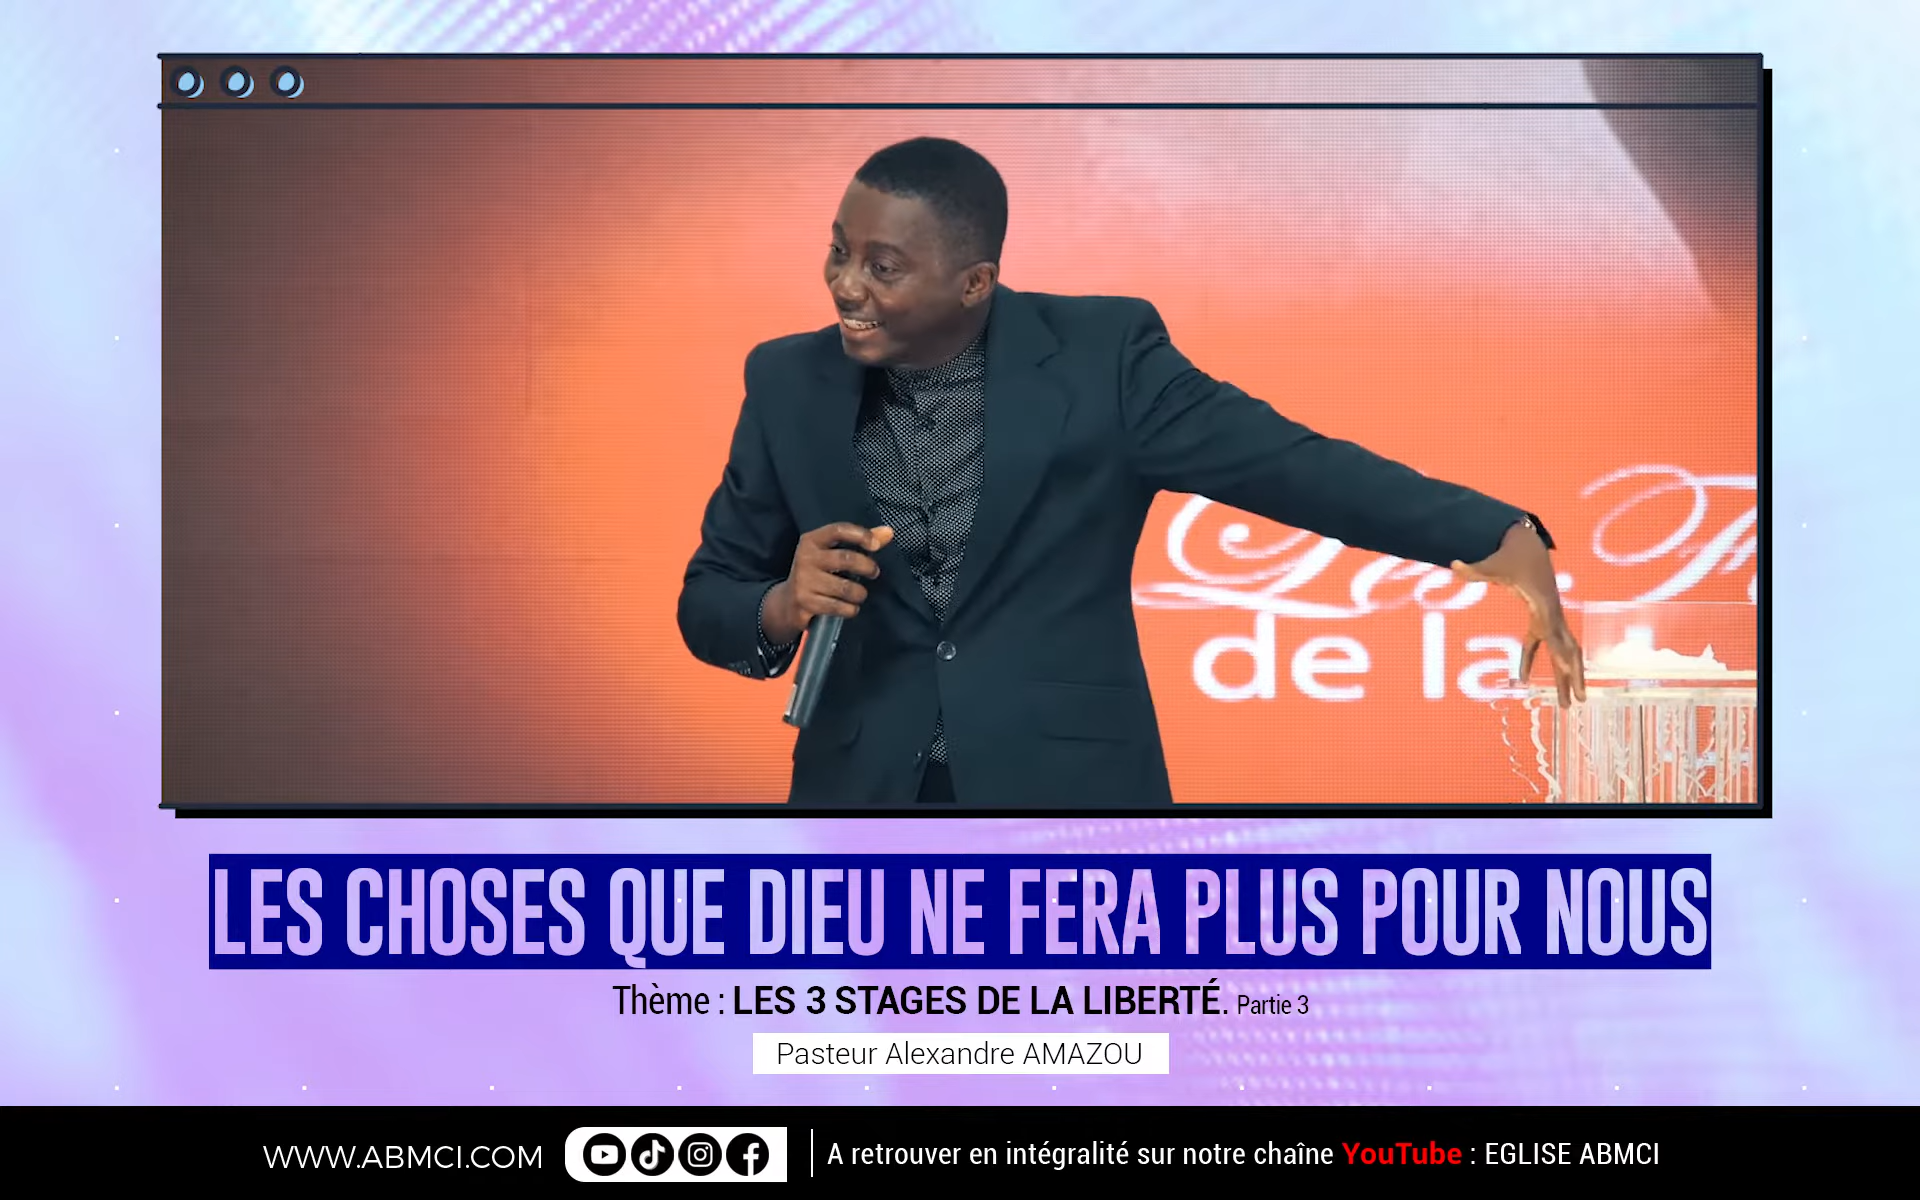 Les F
de la
LES CHOSES QUE DIEU NE FERA PLUS POUR NOUS
Thème : LES 3 STAGES DE LA LIBERTÉ. Partie 3
Pasteur Alexandre AMAZOU
WWW.ABMCI.COM
A retrouver en intégralité sur notre chaîne YouTube : EGLISE ABMCI